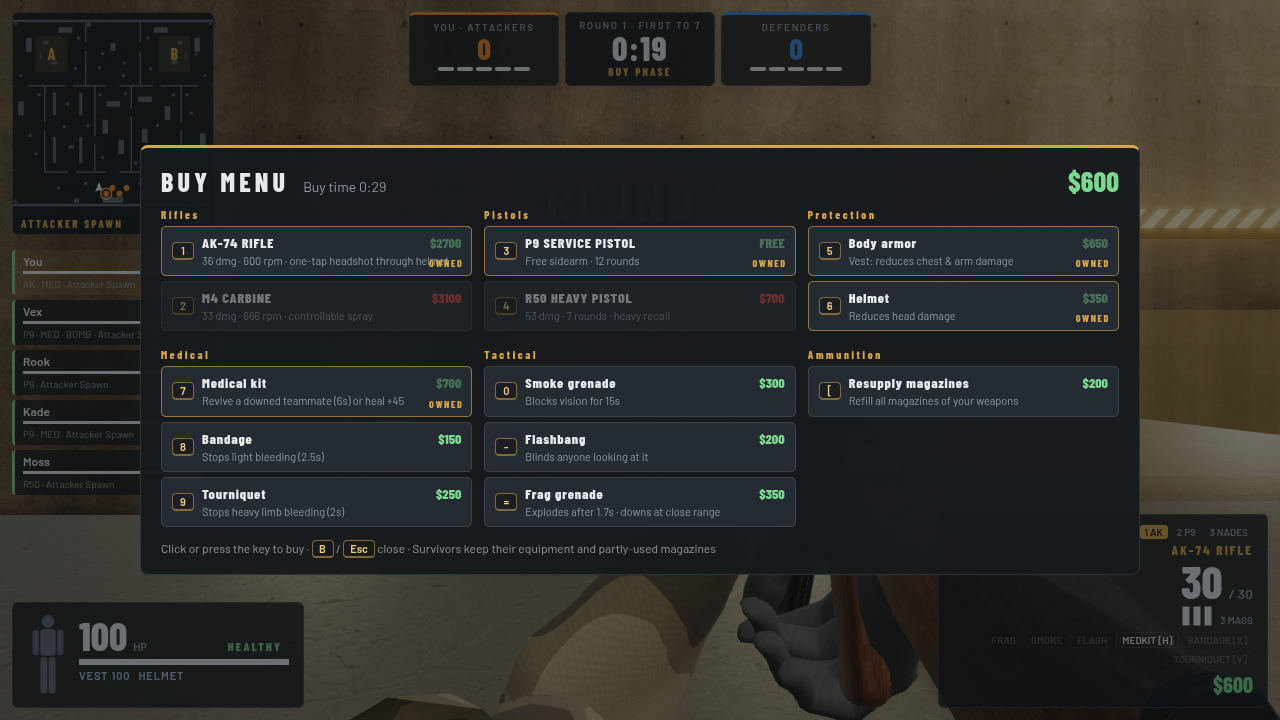 A
B
ATTACKER SPAWN
YOU · ATTACKERS
0
ROUND 1 · FIRST TO 7
0:19
BUY PHASE
DEFENDERS
0
You
AK · MED · Attacker Spawn
Vex
P9 · MED · BOMB · Attacker S
Rook
P9 · Attacker Spawn
Kade
P9 · MED · Attacker Spawn
Moss
R50 · Attacker Spawn
ROUND 1
BUY MENU
Buy time 0:29
$600
Rifles
1 AK-74 RIFLE $2700
36 dmg · 600 rpm · one-tap headshot through helmet OWNED
2 M4 CARBINE $3100
33 dmg · 666 rpm · controllable spray
Pistols
3 P9 SERVICE PISTOL FREE
Free sidearm · 12 rounds OWNED
4 R50 HEAVY PISTOL $700
53 dmg · 7 rounds · heavy recoil
Protection
5 Body armor $650
Vest: reduces chest & arm damage OWNED
6 Helmet $350
Reduces head damage OWNED
Medical
7 Medical kit $700
Revive a downed teammate (6s) or heal +45 OWNED
8 Bandage $150
Stops light bleeding (2.5s)
9 Tourniquet $250
Stops heavy limb bleeding (2s)
Tactical
0 Smoke grenade $300
Blocks vision for 15s
- Flashbang $200
Blinds anyone looking at it
= Frag grenade $350
Explodes after 1.7s · downs at close range
Ammunition
[ Resupply magazines $200
Refill all magazines of your weapons
Click or press the key to buy · B / Esc close · Survivors keep their equipment and partly-used magazines
100 HP HEALTHY
VEST 100 HELMET
1 AK 2 P9 3 NADES
AK-74 RIFLE
30 / 30
3 MAGS
FRAG SMOKE FLASH MEDKIT[H] BANDAGE[X]
TOURNIQUET[V]
$600